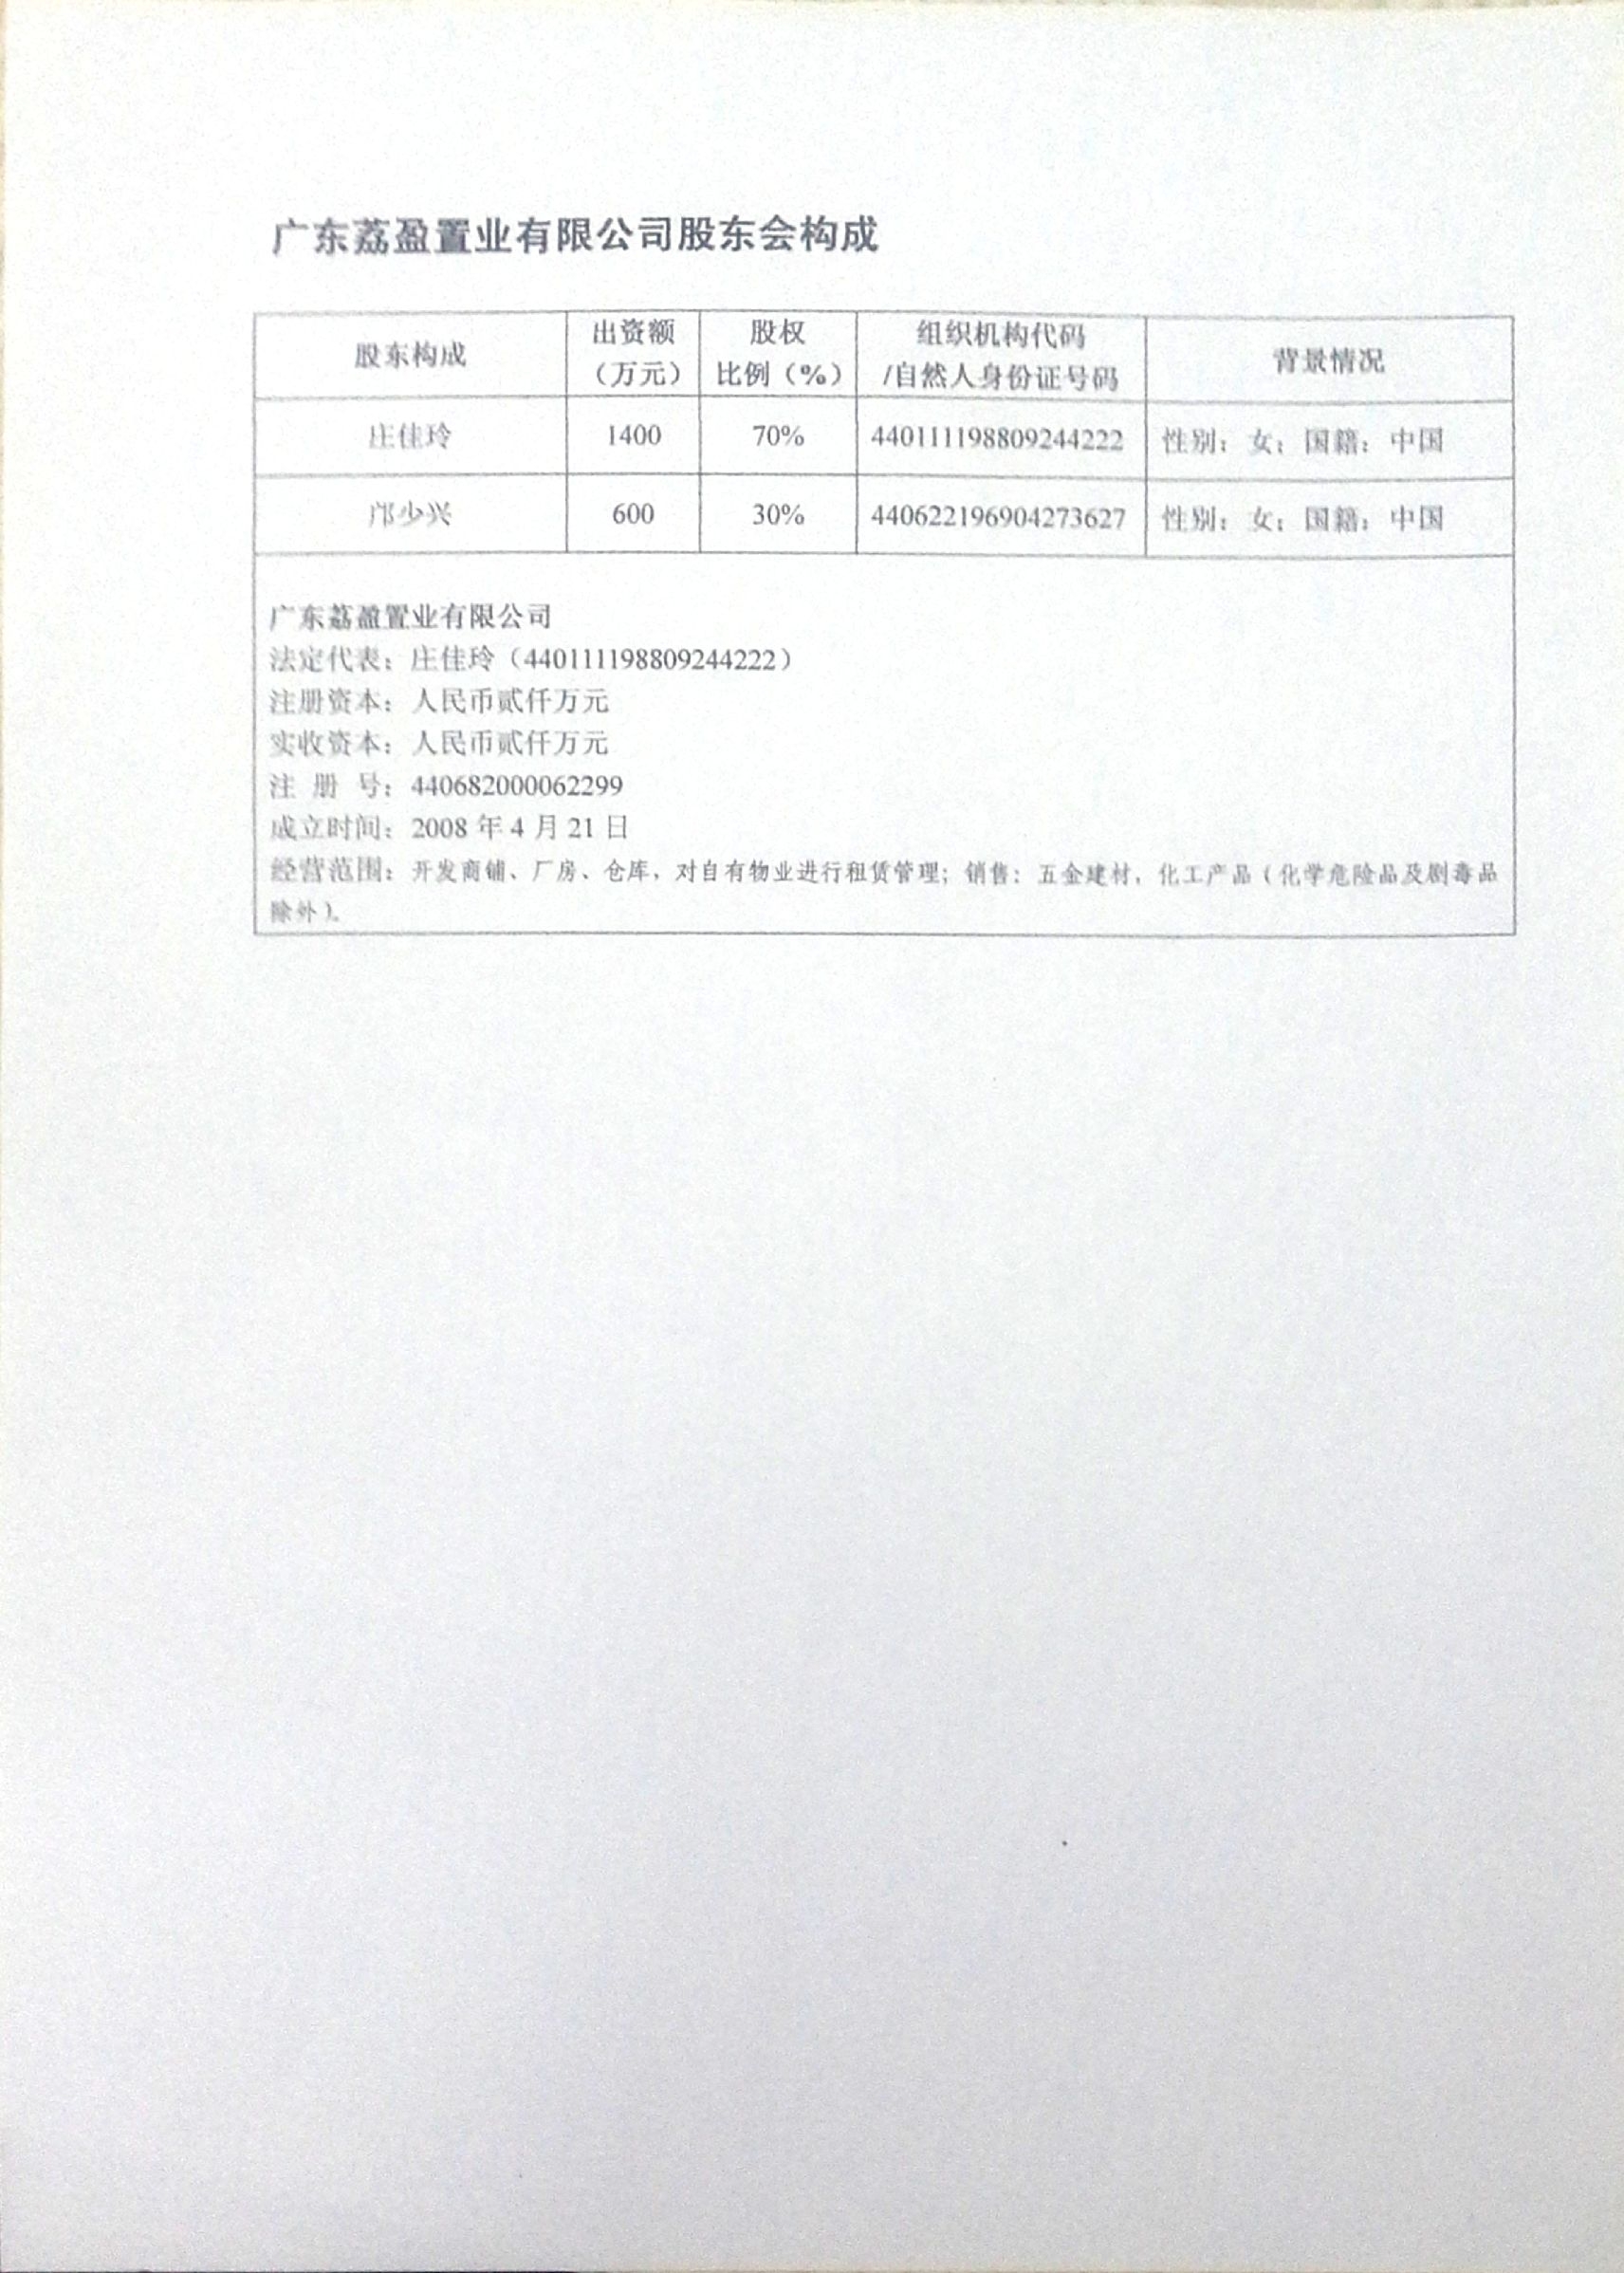 广东荔盈置业有限公司股东会构成
股东构成 出资额（万元） 股权比例（%） 组织机构代码/自然人身份证号码 背景情况
庄佳玲 1400 70% 440111198809244222 性别：女；国籍：中国
邝少兴 600 30% 440622196904273627 性别：女；国籍：中国
广东荔盈置业有限公司
法定代表：庄佳玲（440111198809244222）
注册资本：人民币贰仟万元
实收资本：人民币贰仟万元
注 册 号：440682000062299
成立时间：2008 年 4 月 21 日
经营范围：开发商铺、厂房、仓库，对自有物业进行租赁管理；销售：五金建材，化工产品（化学危险品及剧毒品
除外）。